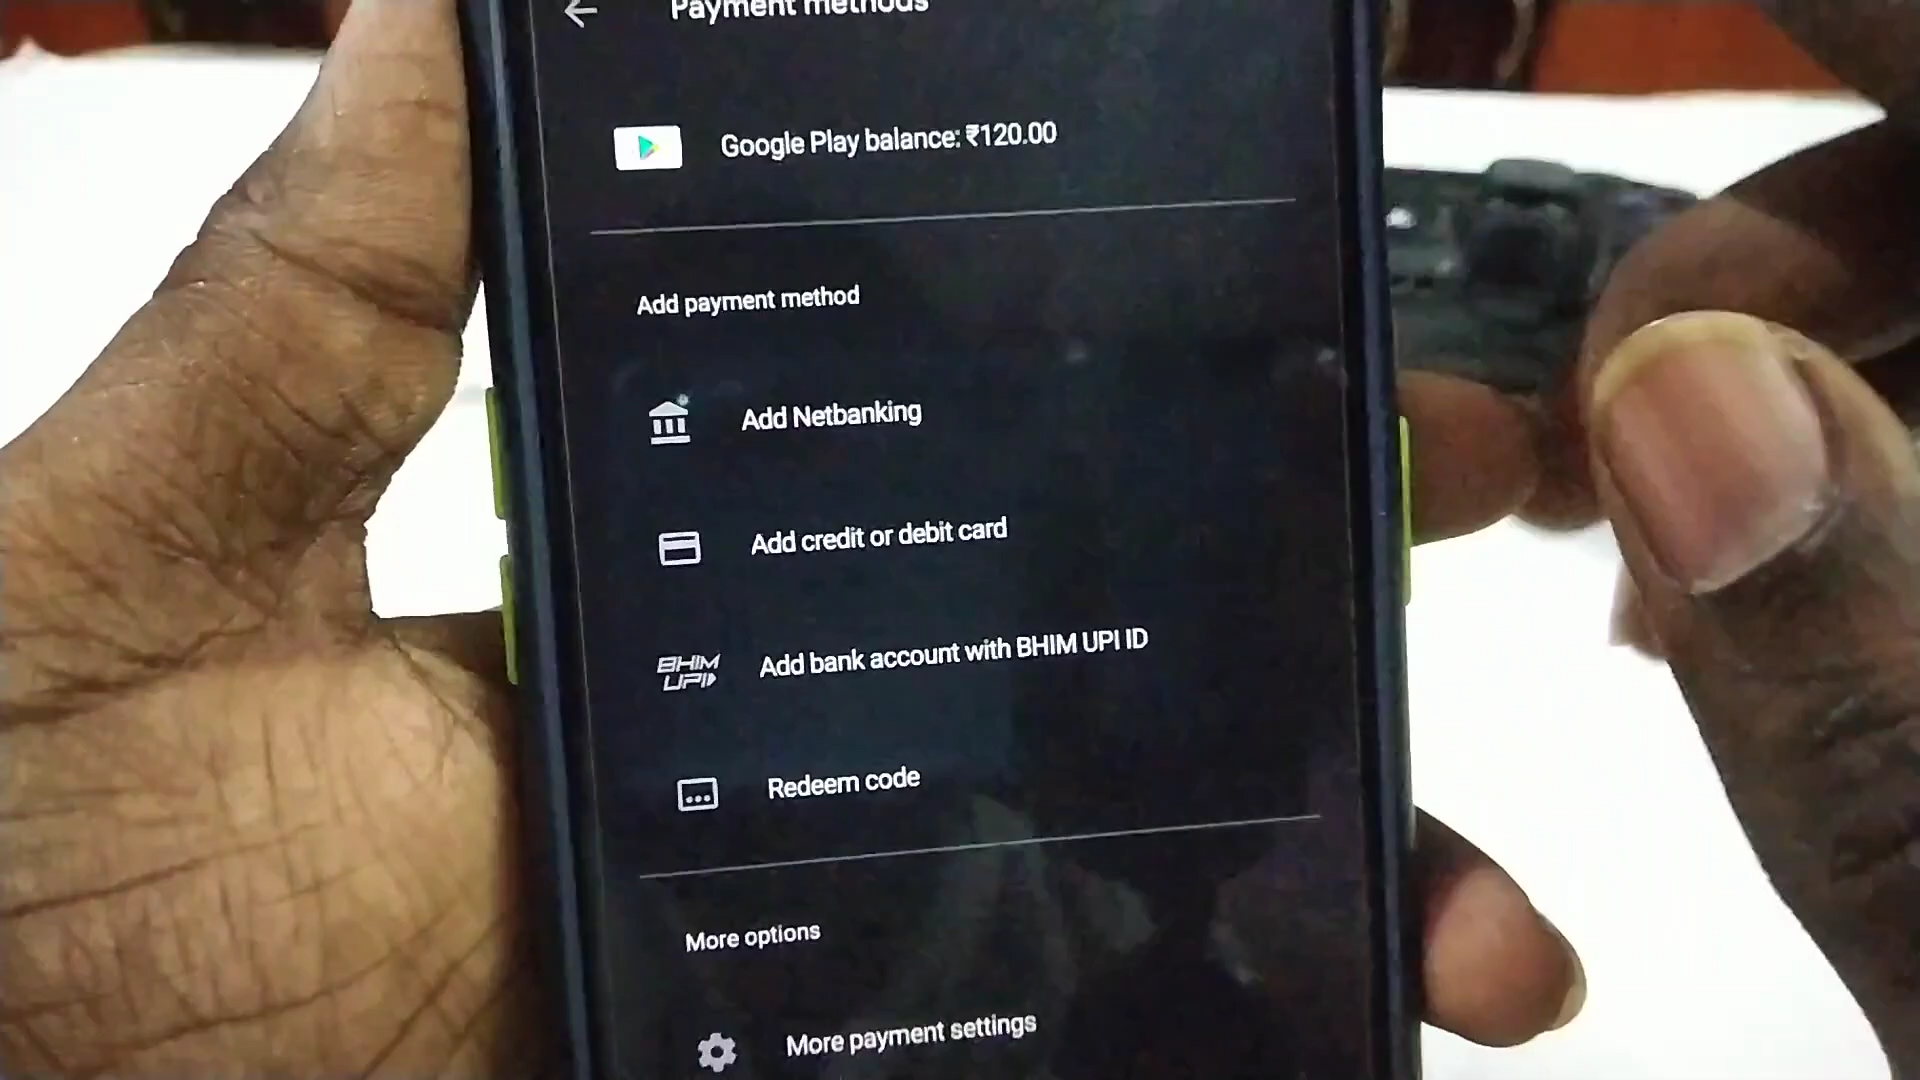 Payment methods
Google Play balance: ₹120.00
Add payment method
Add Netbanking
Add credit or debit card
BHIM
UPI
Add bank account with BHIM UPI ID
Redeem code
More options
More payment settings